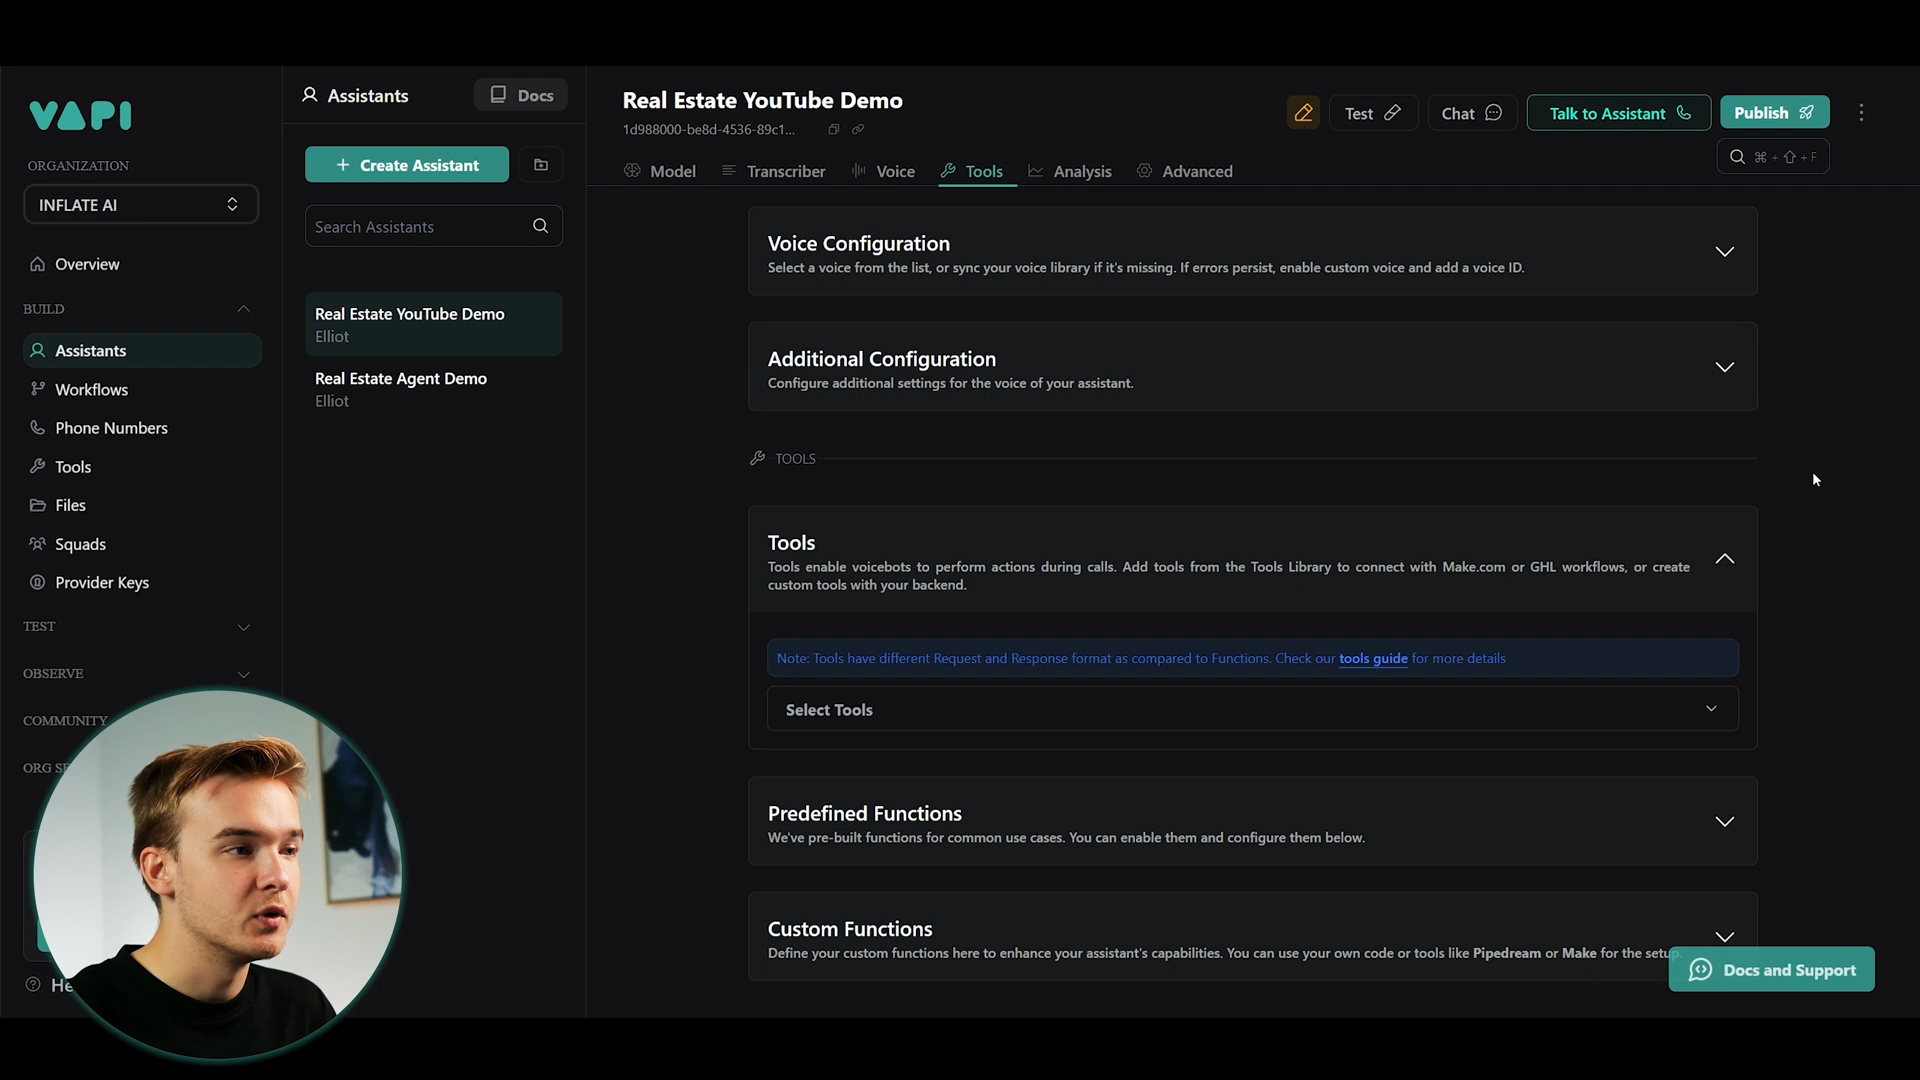 VAPI
ORGANIZATION
INFLATE AI
Overview
BUILD
Assistants
Workflows
Phone Numbers
Tools
Files
Squads
Provider Keys
TEST
OBSERVE
COMMUNITY
Assistants
Docs
+ Create Assistant
Search Assistants
Real Estate YouTube Demo
Elliot
Real Estate Agent Demo
Elliot
Real Estate YouTube Demo
1d988000-be8d-4536-89c1...
Test
Chat
Talk to Assistant
Publish
⌘ + ⇧ + F
Model
Transcriber
Voice
Tools
Analysis
Advanced
Voice Configuration
Select a voice from the list, or sync your voice library if it's missing. If errors persist, enable custom voice and add a voice ID.
Additional Configuration
Configure additional settings for the voice of your assistant.
TOOLS
Tools
Tools enable voicebots to perform actions during calls. Add tools from the Tools Library to connect with Make.com or GHL workflows, or create
custom tools with your backend.
Note: Tools have different Request and Response format as compared to Functions. Check our tools guide for more details
Select Tools
Predefined Functions
We've pre-built functions for common use cases. You can enable them and configure them below.
Custom Functions
Define your custom functions here to enhance your assistant's capabilities. You can use your own code or tools like Pipedream or Make for the setup.
Docs and Support